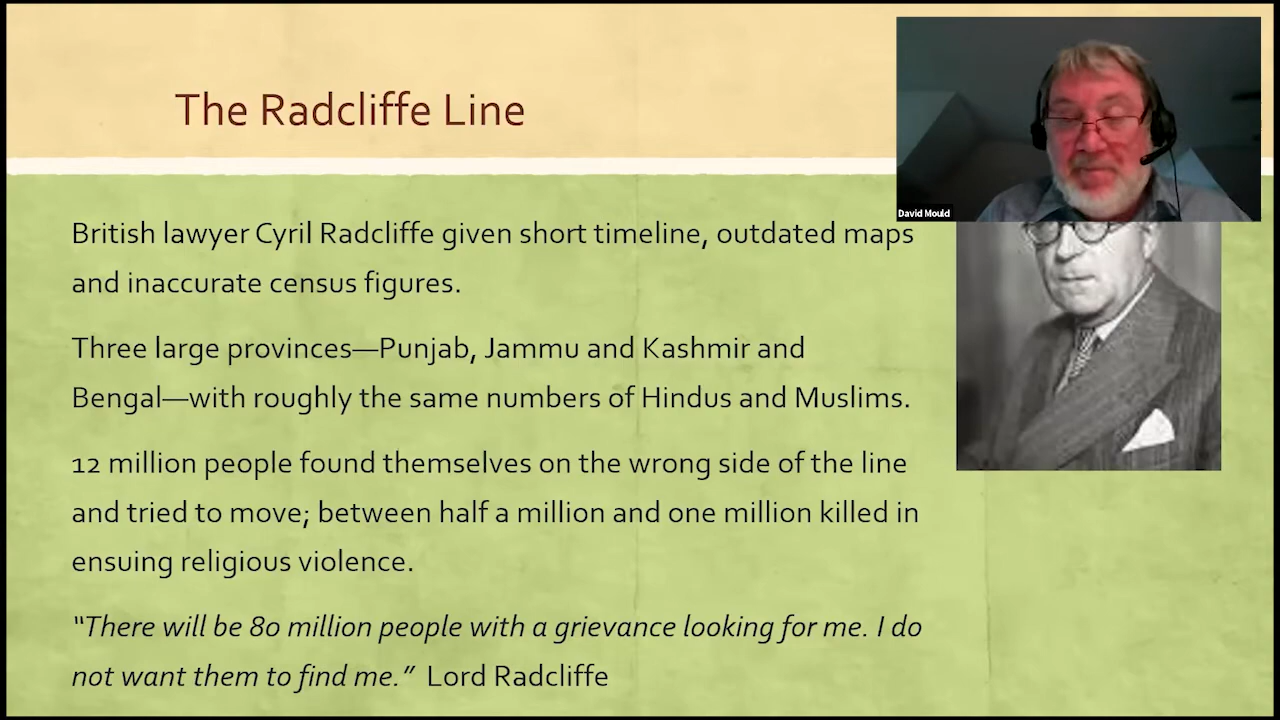 The Radcliffe Line
David Mould
British lawyer Cyril Radcliffe given short timeline, outdated maps
and inaccurate census figures.
Three large provinces—Punjab, Jammu and Kashmir and
Bengal—with roughly the same numbers of Hindus and Muslims.
12 million people found themselves on the wrong side of the line
and tried to move; between half a million and one million killed in
ensuing religious violence.
“There will be 80 million people with a grievance looking for me. I do
not want them to find me.” Lord Radcliffe